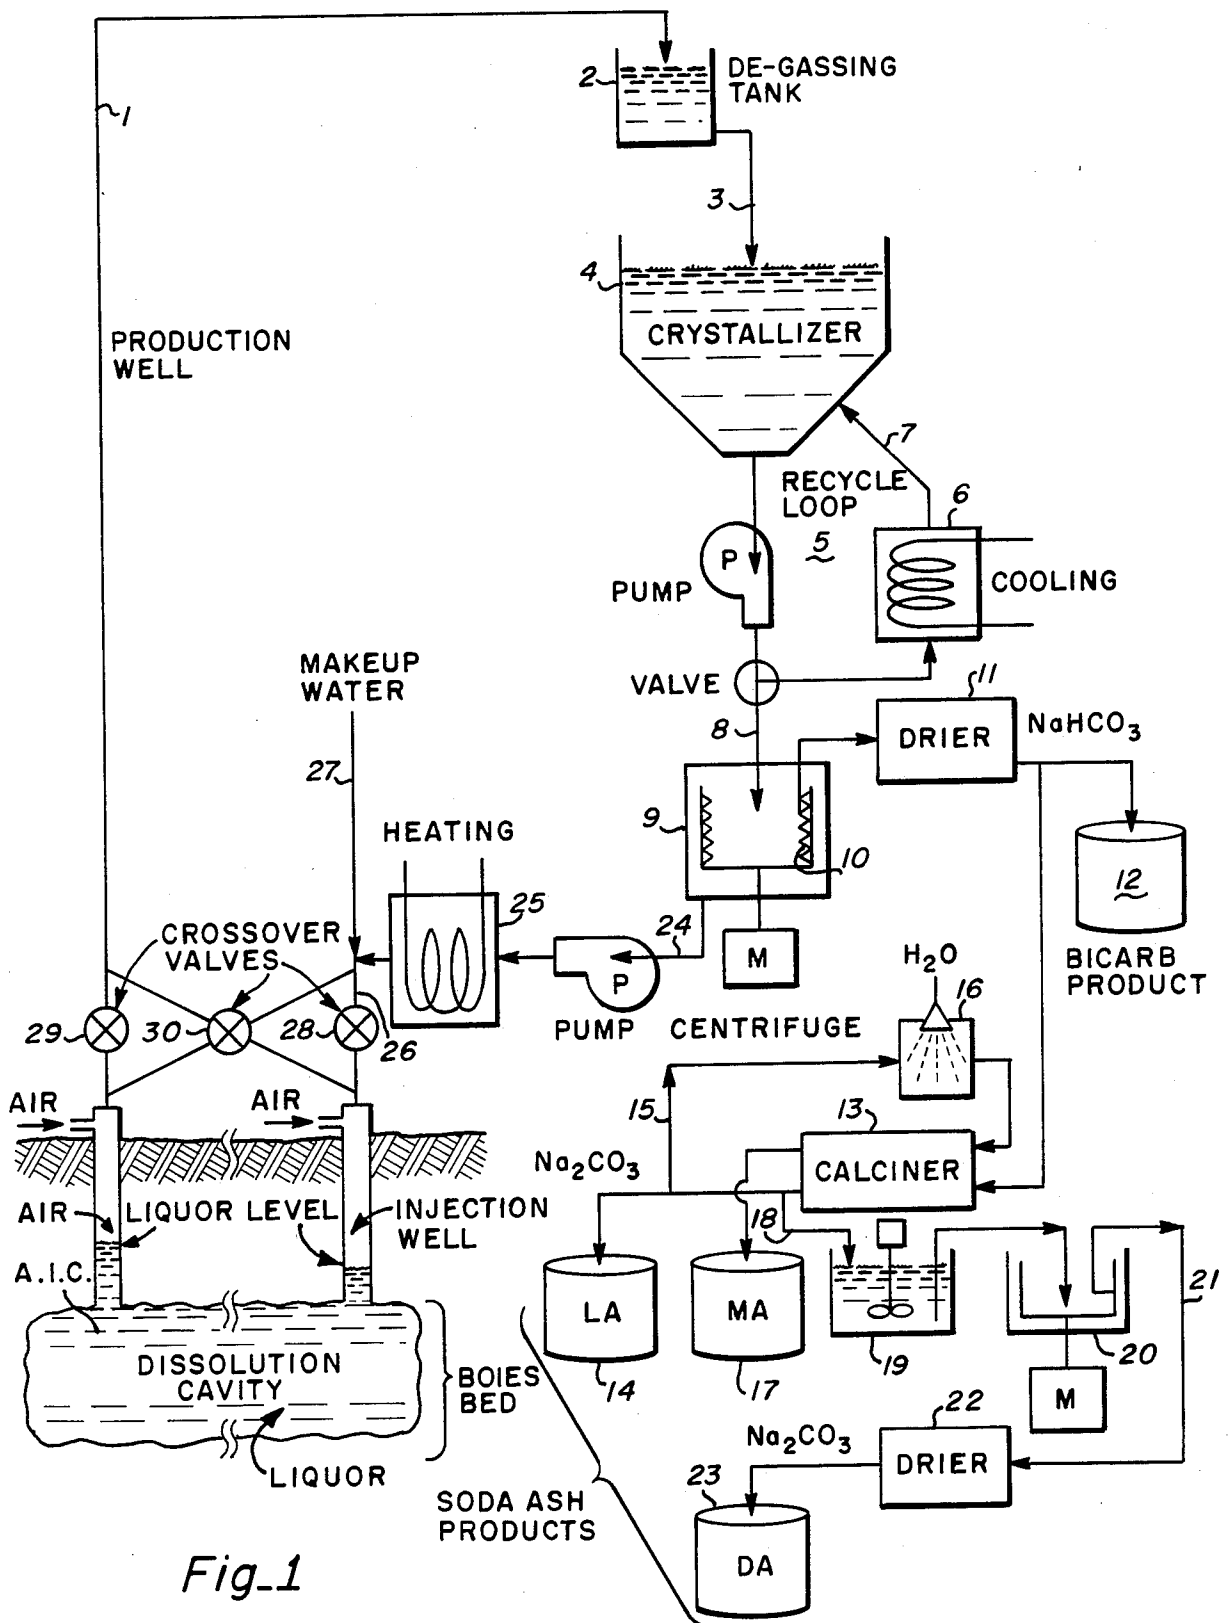 1
2
DE-GASSING
TANK
3
4
CRYSTALLIZER
PRODUCTION
WELL
7
RECYCLE
LOOP
5
6
COOLING
P
PUMP
MAKEUP
WATER
VALVE
8
11
DRIER
NaHCO3
27
9
10
HEATING
12
BICARB
PRODUCT
25
24
P
PUMP
M
CENTRIFUGE
CROSSOVER
VALVES
29
30
28
26
H2O
16
AIR
AIR
15
13
CALCINER
Na2CO3
AIR
LIQUOR LEVEL
INJECTION
WELL
18
A.I.C.
LA
MA
14
17
19
20
21
M
DISSOLUTION
CAVITY
BOIES
BED
LIQUOR
22
DRIER
Na2CO3
23
DA
SODA ASH
PRODUCTS
Fig_1